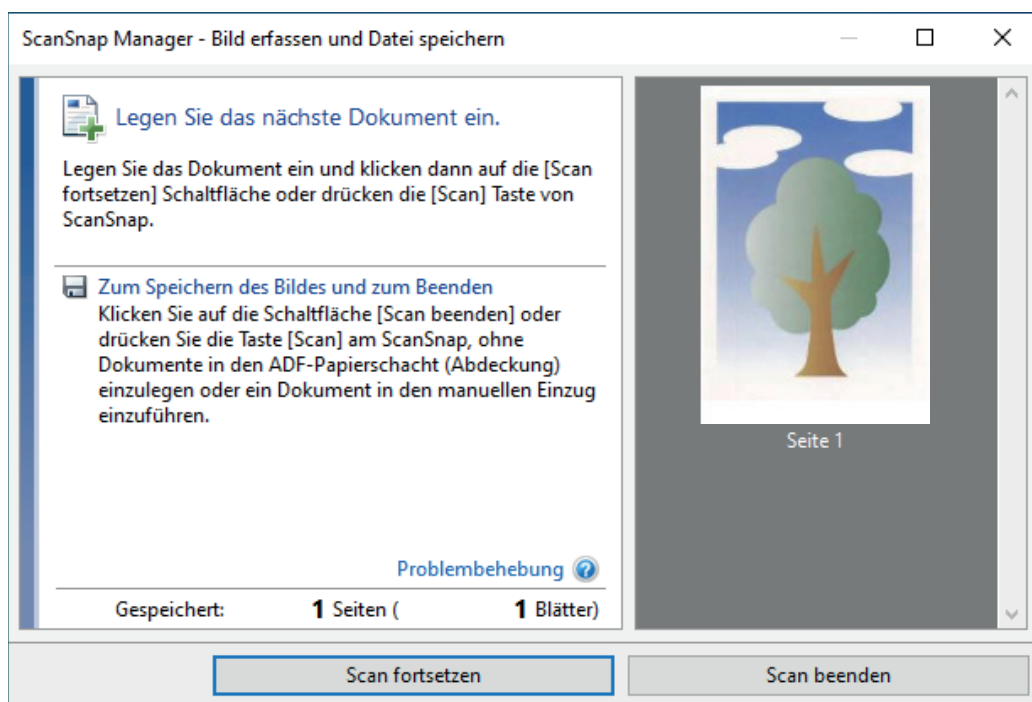 ScanSnap Manager - Bild erfassen und Datei speichern
Legen Sie das nächste Dokument ein.
Legen Sie das Dokument ein und klicken dann auf die [Scan
fortsetzen] Schaltfläche oder drücken die [Scan] Taste von
ScanSnap.
Zum Speichern des Bildes und zum Beenden
Klicken Sie auf die Schaltfläche [Scan beenden] oder
drücken Sie die Taste [Scan] am ScanSnap, ohne
Dokumente in den ADF-Papierschacht (Abdeckung)
einzulegen oder ein Dokument in den manuellen Einzug
einzuführen.
Problembehebung
Gespeichert: 1 Seiten ( 1 Blätter)
Seite 1
Scan fortsetzen
Scan beenden